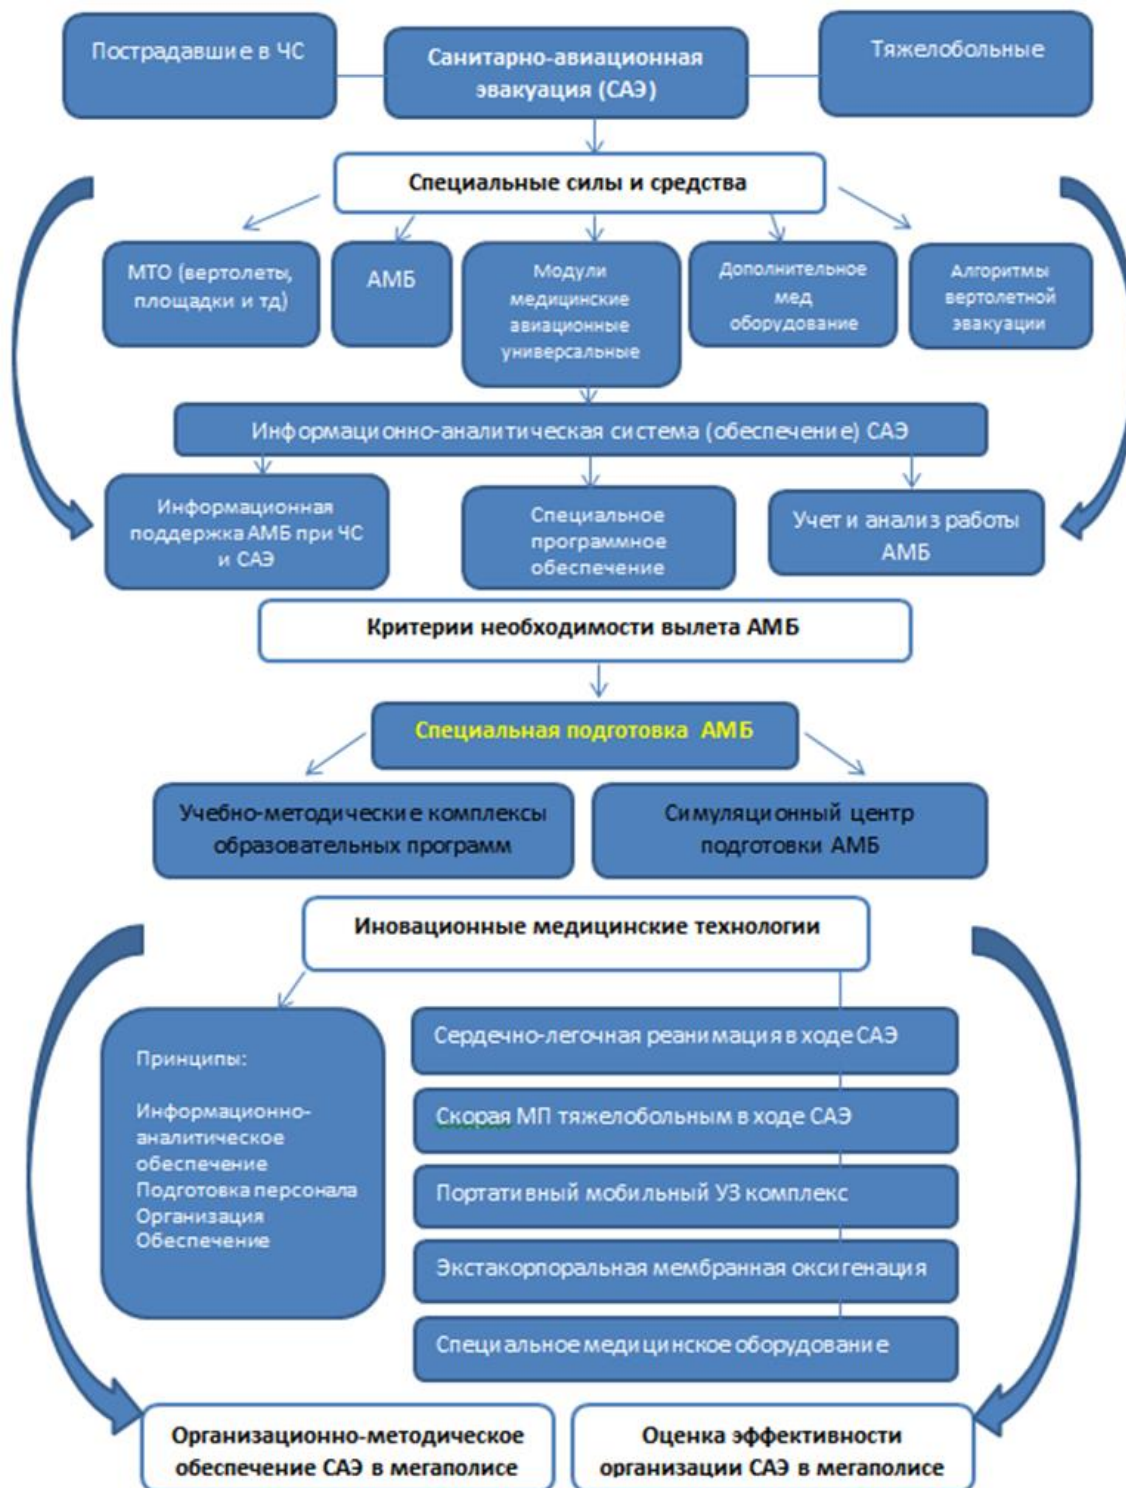 Пострадавшие в ЧС
Санитарно-авиационная
эвакуация (САЭ)
Тяжелобольные
Специальные силы и средства
МТО (вертолеты,
площадки и тд)
АМБ
Модули
медицинские
авиационные
универсальные
Дополнительное
мед
оборудование
Алгоритмы
вертолетной
эвакуации
Информационно-аналитическая система (обеспечение) САЭ
Информационная
поддержка АМБ при ЧС
и САЭ
Специальное
программное
обеспечение
Учет и анализ работы
АМБ
Критерии необходимости вылета АМБ
Специальная подготовка АМБ
Учебно-методические комплексы
образовательных программ
Симуляционный центр
подготовки АМБ
Иновационные медицинские технологии
Принципы:
Информационно-
аналитическое
обеспечение
Подготовка персонала
Организация
Обеспечение
Сердечно-легочная реанимация в ходе САЭ
Скорая МП тяжелобольным в ходе САЭ
Портативный мобильный УЗ комплекс
Экстакорпоральная мембранная оксигенация
Специальное медицинское оборудование
Организационно-методическое
обеспечение САЭ в мегаполисе
Оценка эффективности
организации САЭ в мегаполисе